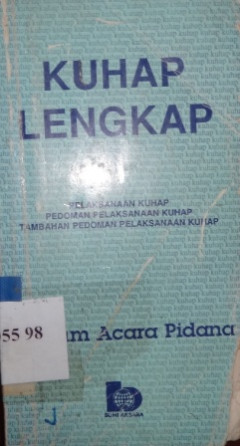 KUHAP
LENGKAP
PELAKSANAAN KUHAP
PEDOMAN PELAKSANAAN KUHAP
TAMBAHAN PEDOMAN PELAKSANAAN KUHAP
55 98
Acara Pidana